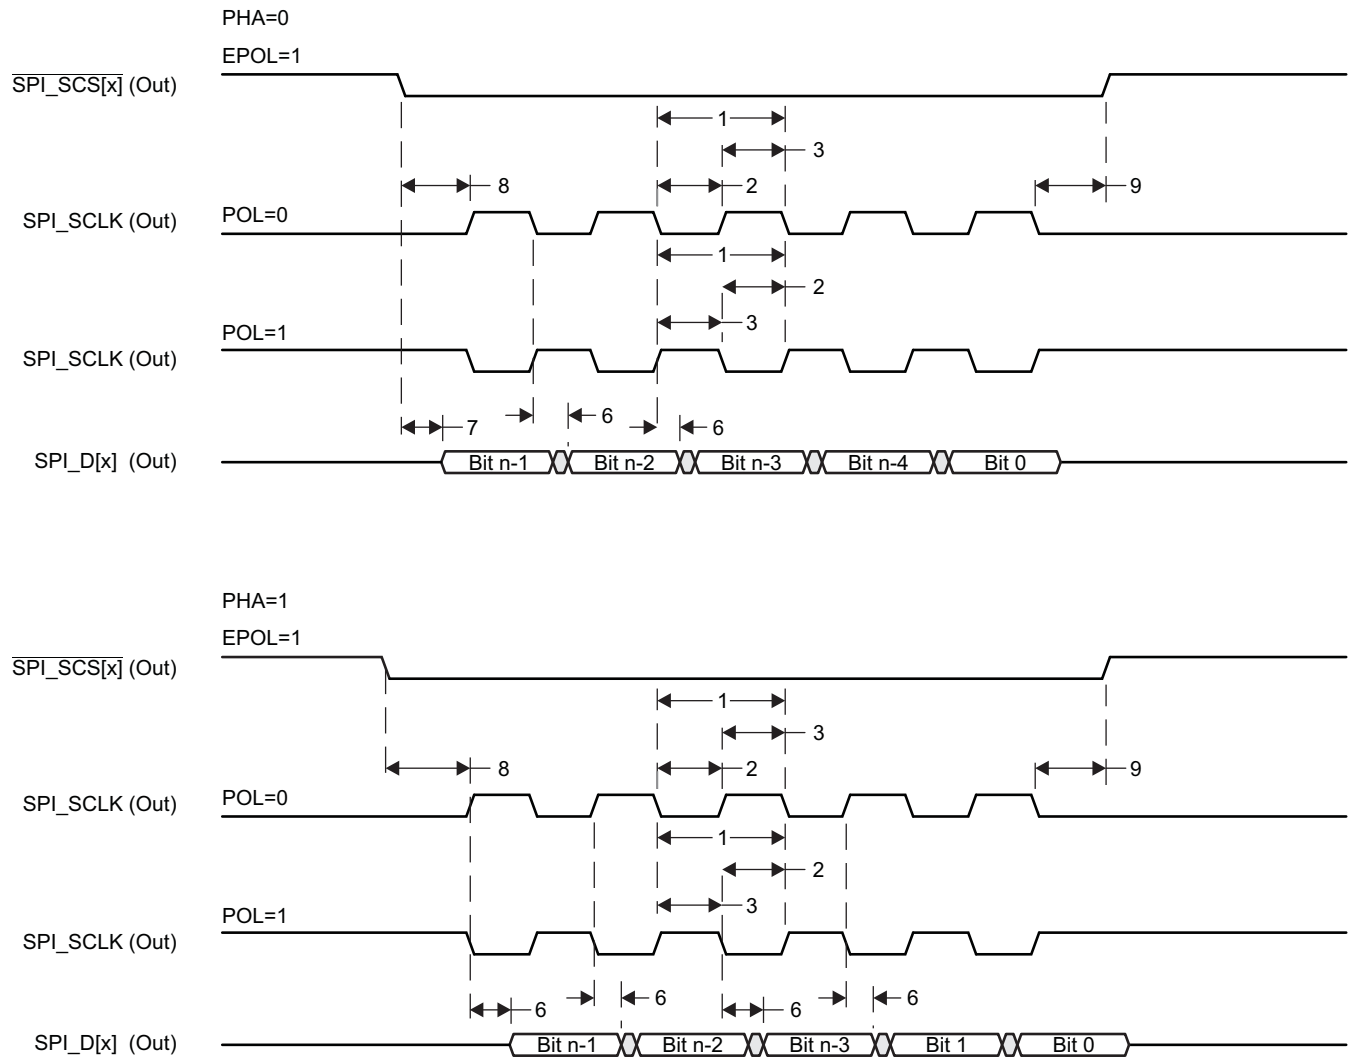 PHA=0
EPOL=1
SPI_SCS[x] (Out)
1
3
8
2
9
SPI_SCLK (Out)
POL=0
1
2
3
POL=1
SPI_SCLK (Out)
7
6
6
SPI_D[x] (Out)
Bit n-1
Bit n-2
Bit n-3
Bit n-4
Bit 0
PHA=1
EPOL=1
SPI_SCS[x] (Out)
1
3
8
2
9
SPI_SCLK (Out)
POL=0
1
2
3
POL=1
SPI_SCLK (Out)
6
6
6
6
SPI_D[x] (Out)
Bit n-1
Bit n-2
Bit n-3
Bit 1
Bit 0